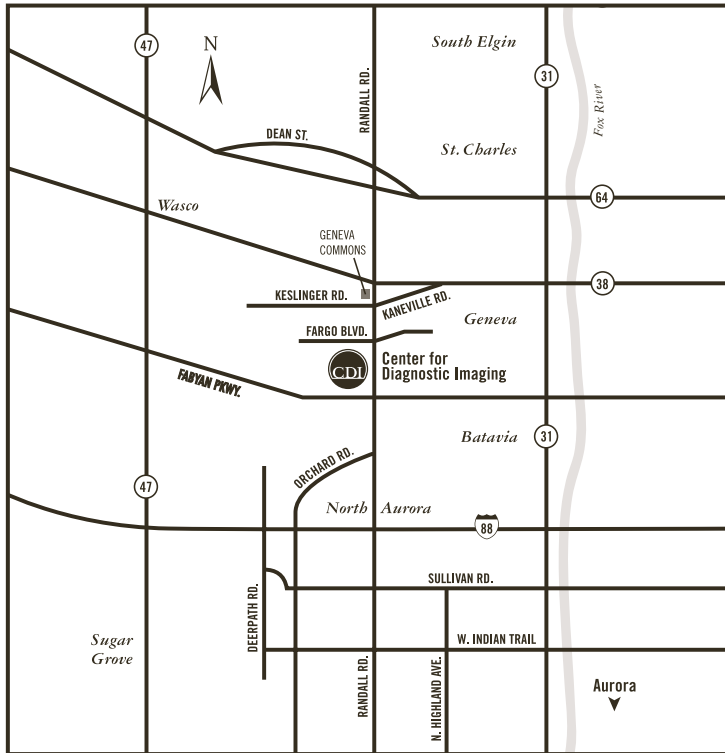 47
N
RANDALL RD.
South Elgin
31
Fox River
DEAN ST.
St. Charles
64
Wasco
GENEVA
COMMONS
38
KESLINGER RD.
KANEVILLE RD.
Geneva
FARGO BLVD.
CDI
Center for
Diagnostic Imaging
FABYAN PKWY.
Batavia
31
ORCHARD RD.
47
North Aurora
88
DEERPATH RD.
SULLIVAN RD.
Sugar
Grove
W. INDIAN TRAIL
RANDALL RD.
N. HIGHLAND AVE.
Aurora